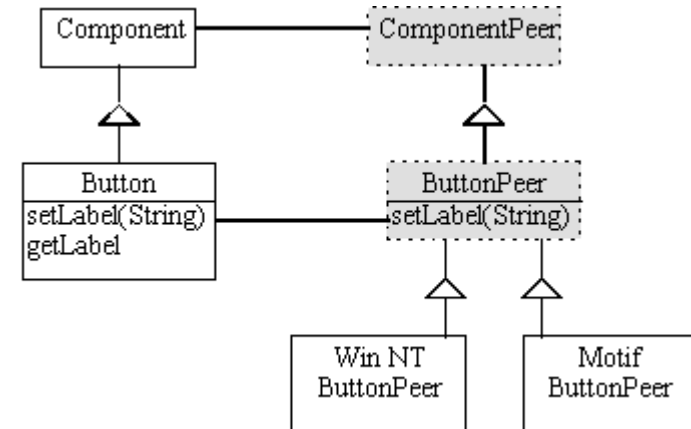 Component
ComponentPeer
Button
setLabel(String)
getLabel
ButtonPeer
setLabel(String)
Win NT
ButtonPeer
Motif
ButtonPeer